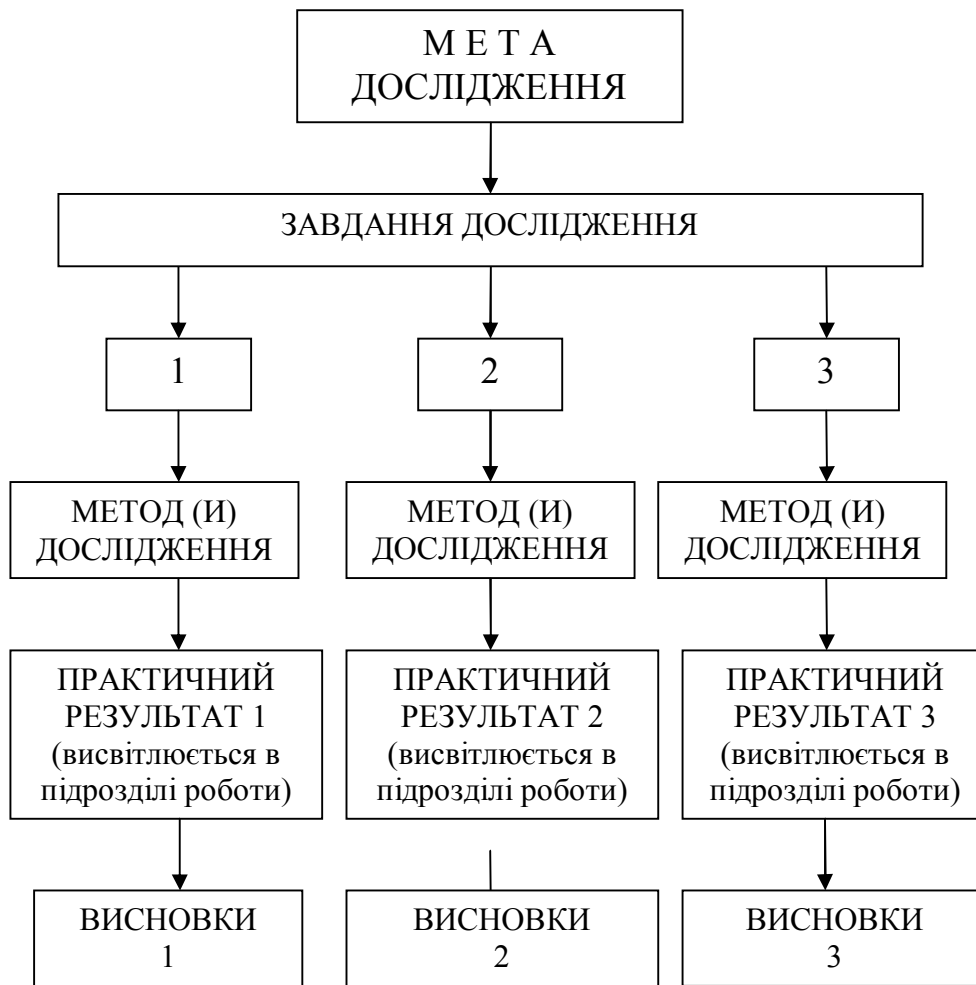 М Е Т А
ДОСЛІДЖЕННЯ
ЗАВДАННЯ ДОСЛІДЖЕННЯ
1
2
3
МЕТОД (И)
ДОСЛІДЖЕННЯ
МЕТОД (И)
ДОСЛІДЖЕННЯ
МЕТОД (И)
ДОСЛІДЖЕННЯ
ПРАКТИЧНИЙ
РЕЗУЛЬТАТ 1
(висвітлюється в
підрозділі роботи)
ПРАКТИЧНИЙ
РЕЗУЛЬТАТ 2
(висвітлюється в
підрозділі роботи)
ПРАКТИЧНИЙ
РЕЗУЛЬТАТ 3
(висвітлюється в
підрозділі роботи)
ВИСНОВКИ
1
ВИСНОВКИ
2
ВИСНОВКИ
3